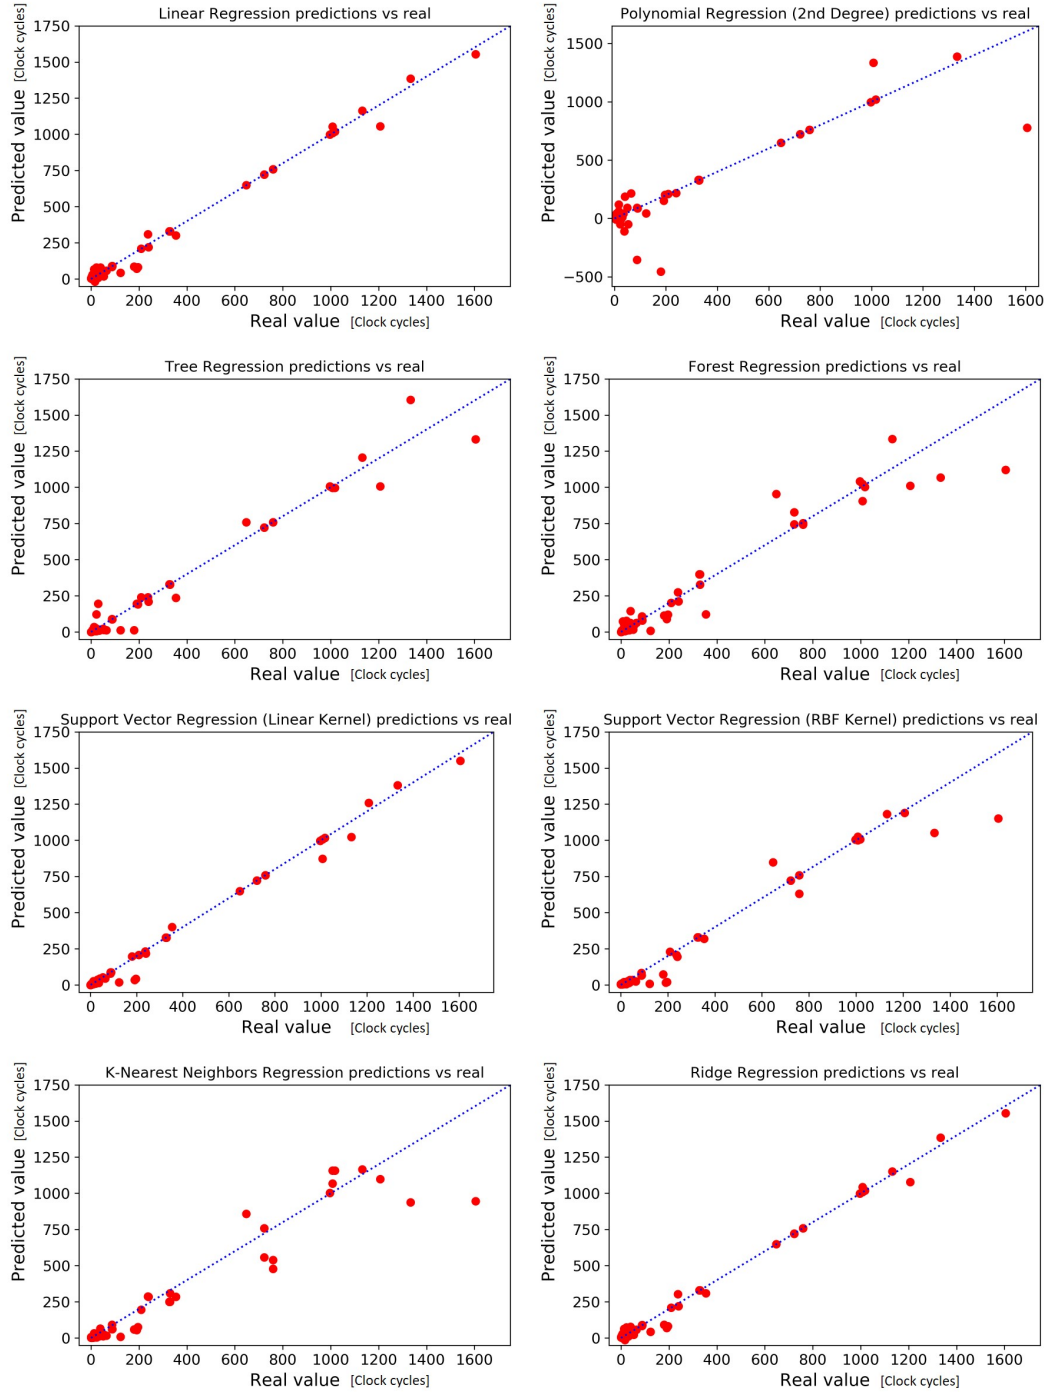 Linear Regression predictions vs real
Predicted value [Clock cycles]
1750
1500
1250
1000
750
500
250
0
0 200 400 600 800 1000 1200 1400 1600
Real value [Clock cycles]
Polynomial Regression (2nd Degree) predictions vs real
Predicted value [Clock cycles]
1500
1000
500
0
−500
0 200 400 600 800 1000 1200 1400 1600
Real value [Clock cycles]
Tree Regression predictions vs real
Predicted value [Clock cycles]
1750
1500
1250
1000
750
500
250
0
0 200 400 600 800 1000 1200 1400 1600
Real value [Clock cycles]
Forest Regression predictions vs real
Predicted value [Clock cycles]
1750
1500
1250
1000
750
500
250
0
0 200 400 600 800 1000 1200 1400 1600
Real value [Clock cycles]
Support Vector Regression (Linear Kernel) predictions vs real
Predicted value [Clock cycles]
1750
1500
1250
1000
750
500
250
0
0 200 400 600 800 1000 1200 1400 1600
Real value [Clock cycles]
Support Vector Regression (RBF Kernel) predictions vs real
Predicted value [Clock cycles]
1750
1500
1250
1000
750
500
250
0
0 200 400 600 800 1000 1200 1400 1600
Real value [Clock cycles]
K-Nearest Neighbors Regression predictions vs real
Predicted value [Clock cycles]
1750
1500
1250
1000
750
500
250
0
0 200 400 600 800 1000 1200 1400 1600
Real value [Clock cycles]
Ridge Regression predictions vs real
Predicted value [Clock cycles]
1750
1500
1250
1000
750
500
250
0
0 200 400 600 800 1000 1200 1400 1600
Real value [Clock cycles]